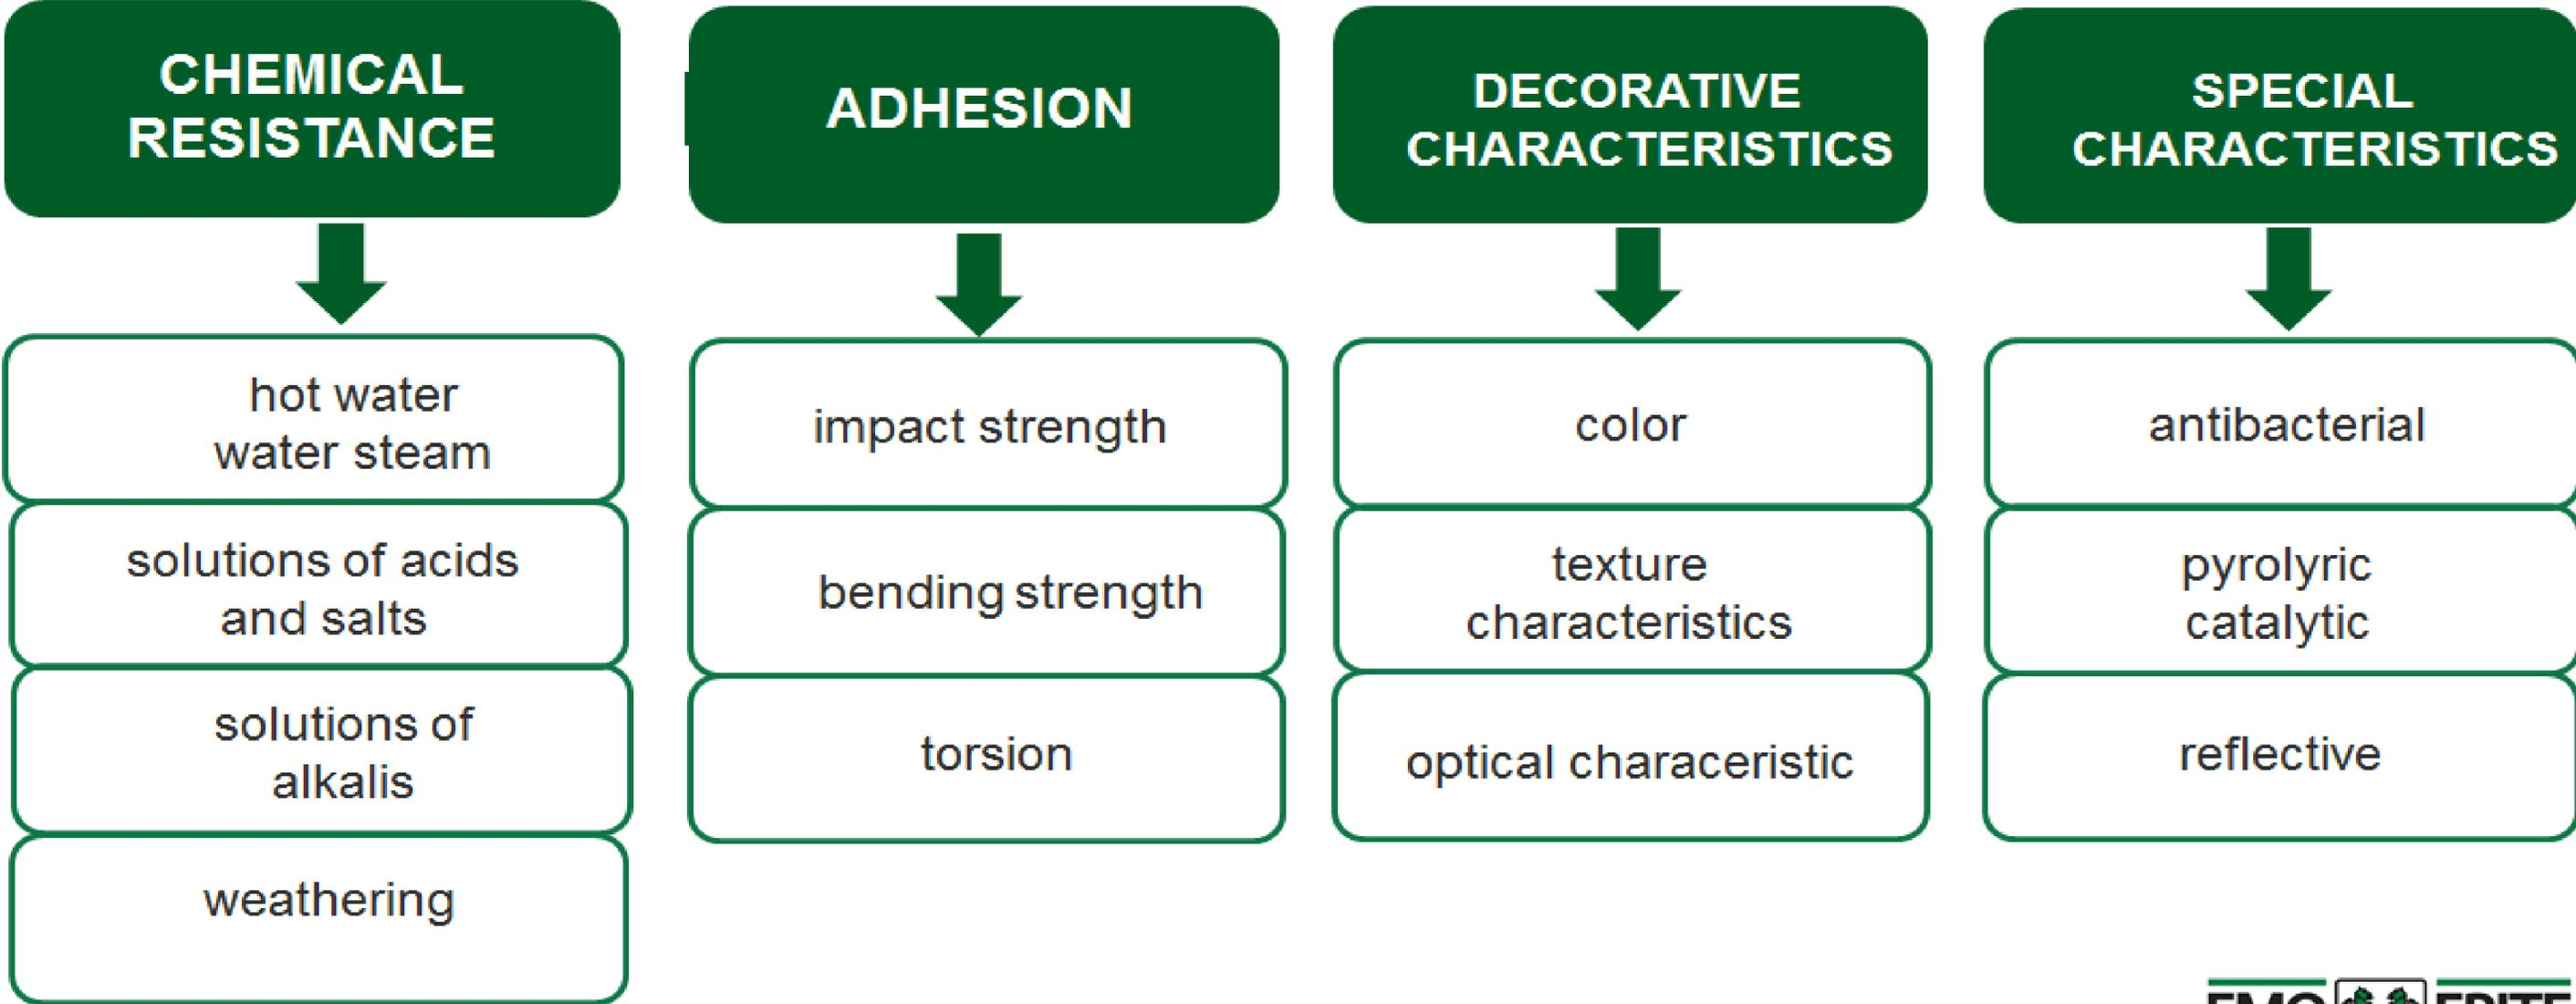 CHEMICAL
RESISTANCE
hot water
water steam
solutions of acids
and salts
solutions of
alkalis
weathering
ADHESION
impact strength
bending strength
torsion
DECORATIVE
CHARACTERISTICS
color
texture
characteristics
optical characeristic
SPECIAL
CHARACTERISTICS
antibacterial
pyrolyric
catalytic
reflective